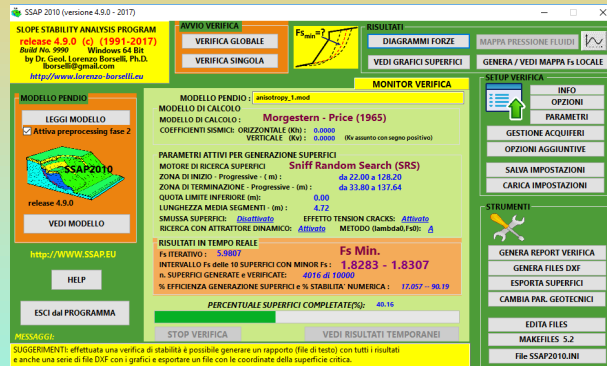 SSAP 2010 (versione 4.9.0 - 2017)
SLOPE STABILITY ANALYSIS PROGRAM
release 4.9.0 (c) (1991-2017)
Build No. 9990 Windows 64 Bit
by Dr. Geol. Lorenzo Borselli, Ph.D.
lborselli@gmail.com
http://www.lorenzo-borselli.eu
AVVIO VERIFICA
VERIFICA GLOBALE
VERIFICA SINGOLA
Fsmin=?
RISULTATI
DIAGRAMMI FORZE
MAPPA PRESSIONE FLUIDI
VEDI GRAFICI SUPERFICI
GENERA / VEDI MAPPA Fs LOCALE
MODELLO PENDIO
LEGGI MODELLO
Attiva preprocessing fase 2
SSAP2010
release 4.9.0
VEDI MODELLO
http://WWW.SSAP.EU
HELP
ESCI dal PROGRAMMA
MONITOR VERIFICA
MODELLO PENDIO : anisotropy_1.mod
MODELLO DI CALCOLO
MODELLO DI CALCOLO : Morgestern - Price (1965)
COEFFICIENTI SISMICI: ORIZZONTALE (Kh) : 0.0000
VERTICALE (Kv) : 0.0000 (Kv assunto con segno positivo)
PARAMETRI ATTIVI PER GENERAZIONE SUPERFICI
MOTORE DI RICERCA SUPERFICI Sniff Random Search (SRS)
ZONA DI INIZIO - Progressive - ( m) : da 22.00 a 128.20
ZONA DI TERMINAZIONE - Progressive - (m) : da 33.80 a 137.64
QUOTA LIMITE INFERIORE (m): 0.00
LUNGHEZZA MEDIA SEGMENTI - (m) : 4.72
SMUSSA SUPERFICI: Disattivato EFFETTO TENSION CRACKS: Attivato
RICERCA CON ATTRATTORE DINAMICO: Attivato METODO (lambda0,Fs0): A
RISULTATI IN TEMPO REALE
Fs ITERATIVO : 5.9807 Fs Min.
INTERVALLO Fs delle 10 SUPERFICI CON MINOR Fs : 1.8283 - 1.8307
n. SUPERFICI GENERATE e VERIFICATE: 4016 di 10000
% EFFICIENZA GENERAZIONE SUPERFICI e % STABILITA' NUMERICA : 17.057 -- 90.19
PERCENTUALE SUPERFICI COMPLETATE(%): 40.16
STOP VERIFICA
VEDI RISULTATI TEMPORANEI
SETUP VERIFICA
INFO
OPZIONI
PARAMETRI
GESTIONE ACQUIFERI
OPZIONI AGGIUNTIVE
SALVA IMPOSTAZIONI
CARICA IMPOSTAZIONI
STRUMENTI
GENERA REPORT VERIFICA
GENERA FILES DXF
ESPORTA SUPERFICI
CAMBIA PAR. GEOTECNICI
EDITA FILES
MAKEFILES 5.2
File SSAP2010.INI
MESSAGGI:
SUGGERIMENTI: effettuata una verifica di stabilità è possibile generare un rapporto (file di testo) con tutti i risultati
e anche una serie di file DXF con i grafici e esportare un file con le coordinate della superficie critica.